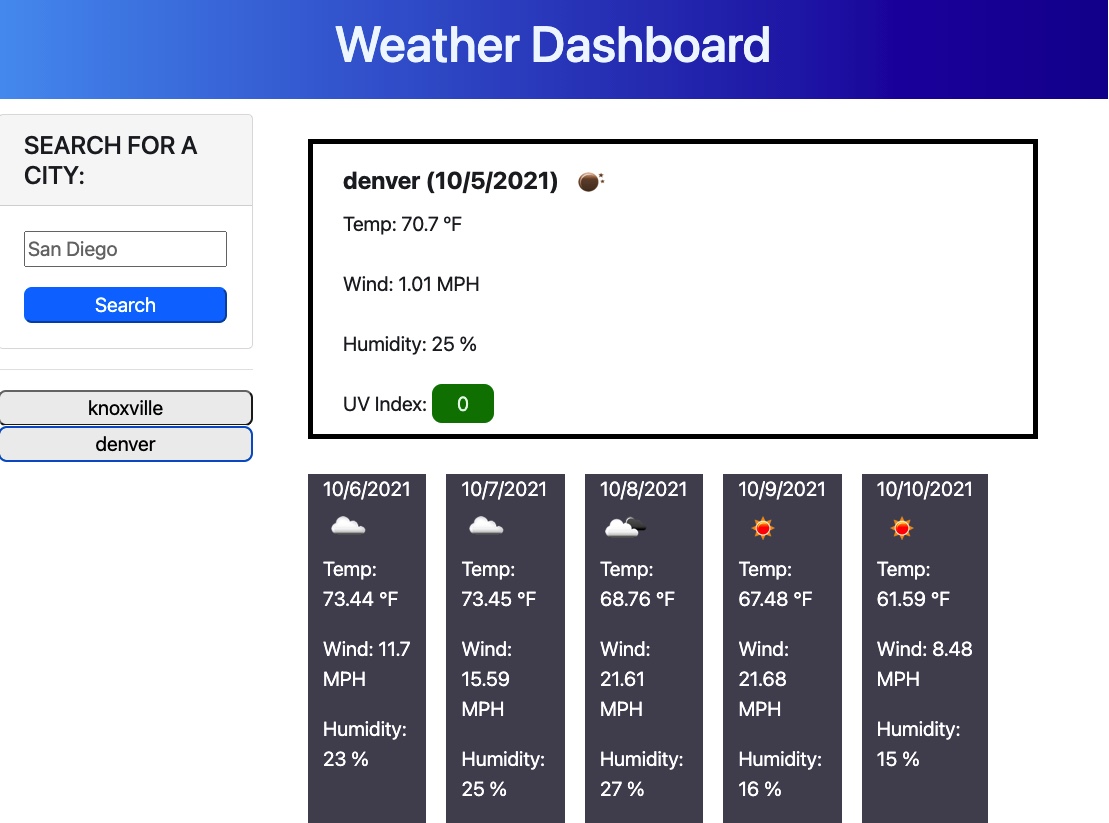 Weather Dashboard
SEARCH FOR A
CITY:
San Diego
Search
knoxville
denver
denver (10/5/2021)
Temp: 70.7 °F
Wind: 1.01 MPH
Humidity: 25 %
UV Index: 0
10/6/2021
Temp:
73.44 °F
Wind: 11.7
MPH
Humidity:
23 %
10/7/2021
Temp:
73.45 °F
Wind:
15.59
MPH
Humidity:
25 %
10/8/2021
Temp:
68.76 °F
Wind:
21.61
MPH
Humidity:
27 %
10/9/2021
Temp:
67.48 °F
Wind:
21.68
MPH
Humidity:
16 %
10/10/2021
Temp:
61.59 °F
Wind: 8.48
MPH
Humidity:
15 %